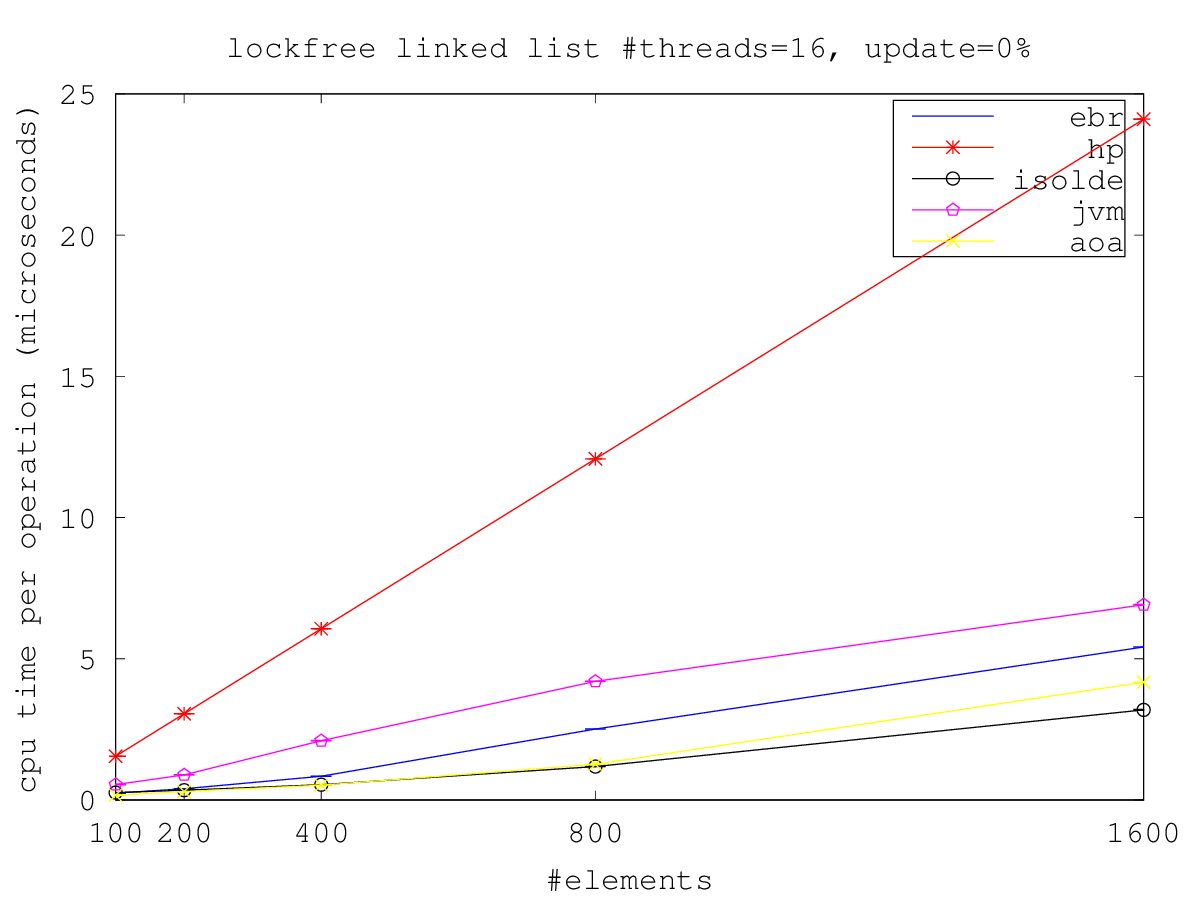 lockfree linked list #threads=16, update=0%
cpu time per operation (microseconds)
25
20
15
10
5
0
ebr
hp
isolde
jvm
aoa
100 200 400 800 1600
#elements